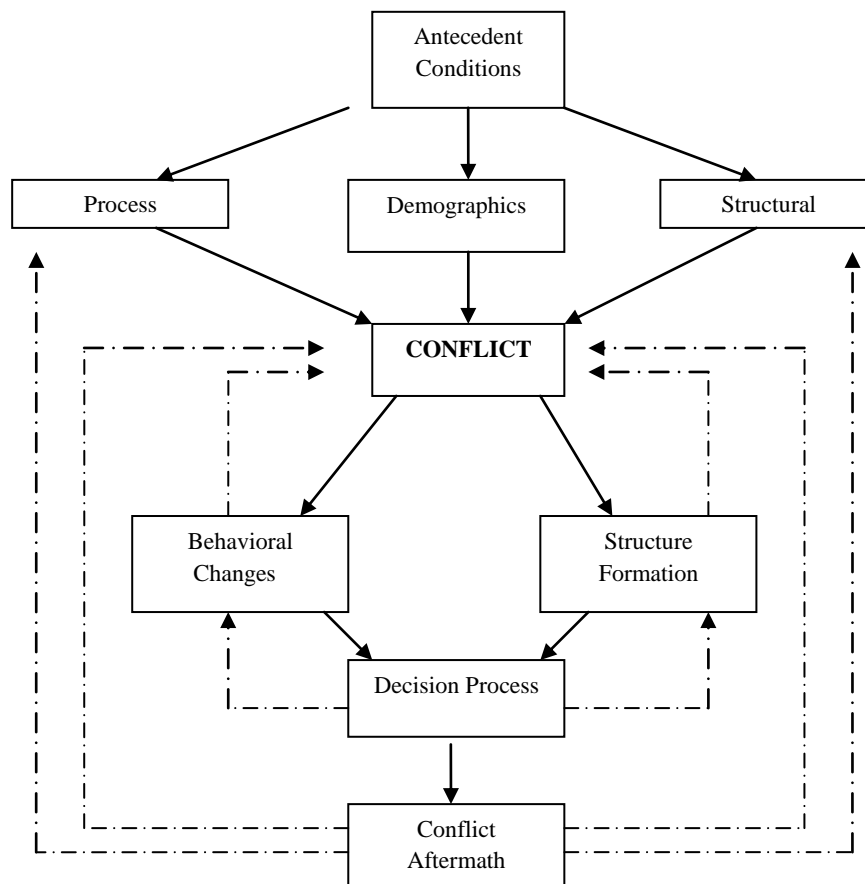 Antecedent
Conditions
Process
Demographics
Structural
CONFLICT
Behavioral
Changes
Structure
Formation
Decision Process
Conflict
Aftermath